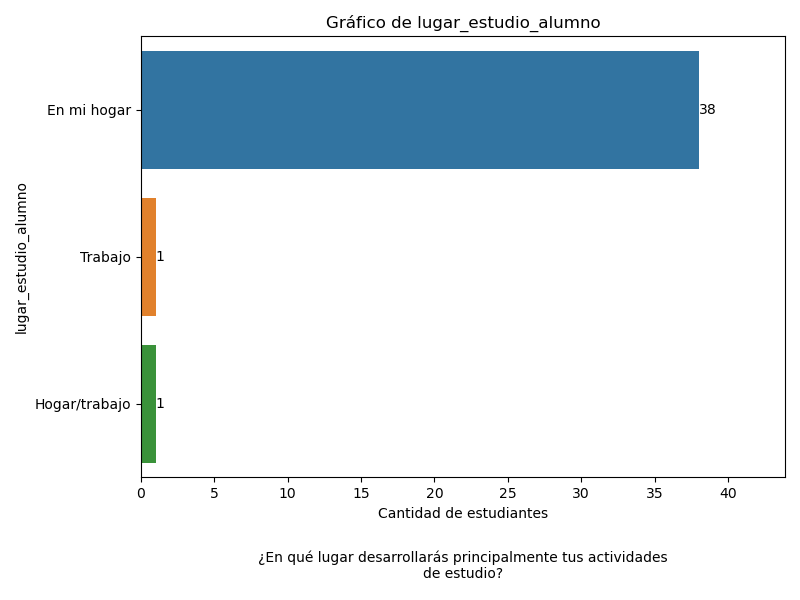 Gráfico de lugar_estudio_alumno
lugar_estudio_alumno
En mi hogar
38
Trabajo
1
Hogar/trabajo
1
0 5 10 15 20 25 30 35 40
Cantidad de estudiantes
¿En qué lugar desarrollarás principalmente tus actividades
de estudio?